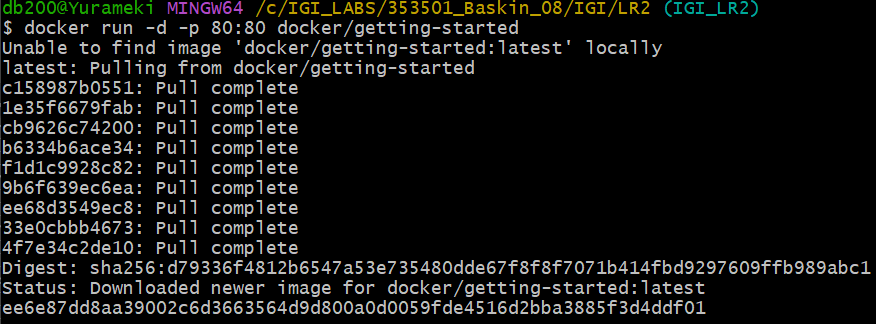 db200@Yurameki MINGW64 /c/IGI_LABS/353501_Baskin_08/IGI/LR2 (IGI_LR2)
$ docker run -d -p 80:80 docker/getting-started
Unable to find image 'docker/getting-started:latest' locally
latest: Pulling from docker/getting-started
c158987b0551: Pull complete
1e35f6679fab: Pull complete
cb9626c74200: Pull complete
b6334b6ace34: Pull complete
f1d1c9928c82: Pull complete
9b6f639ec6ea: Pull complete
ee68d3549ec8: Pull complete
33e0cbbb4673: Pull complete
4f7e34c2de10: Pull complete
Digest: sha256:d79336f4812b6547a53e735480dde67f8f8f7071b414fbd9297609ffb989abc1
Status: Downloaded newer image for docker/getting-started:latest
ee6e87dd8aa39002c6d3663564d9d800a0d0059fde4516d2bba3885f3d4ddf01